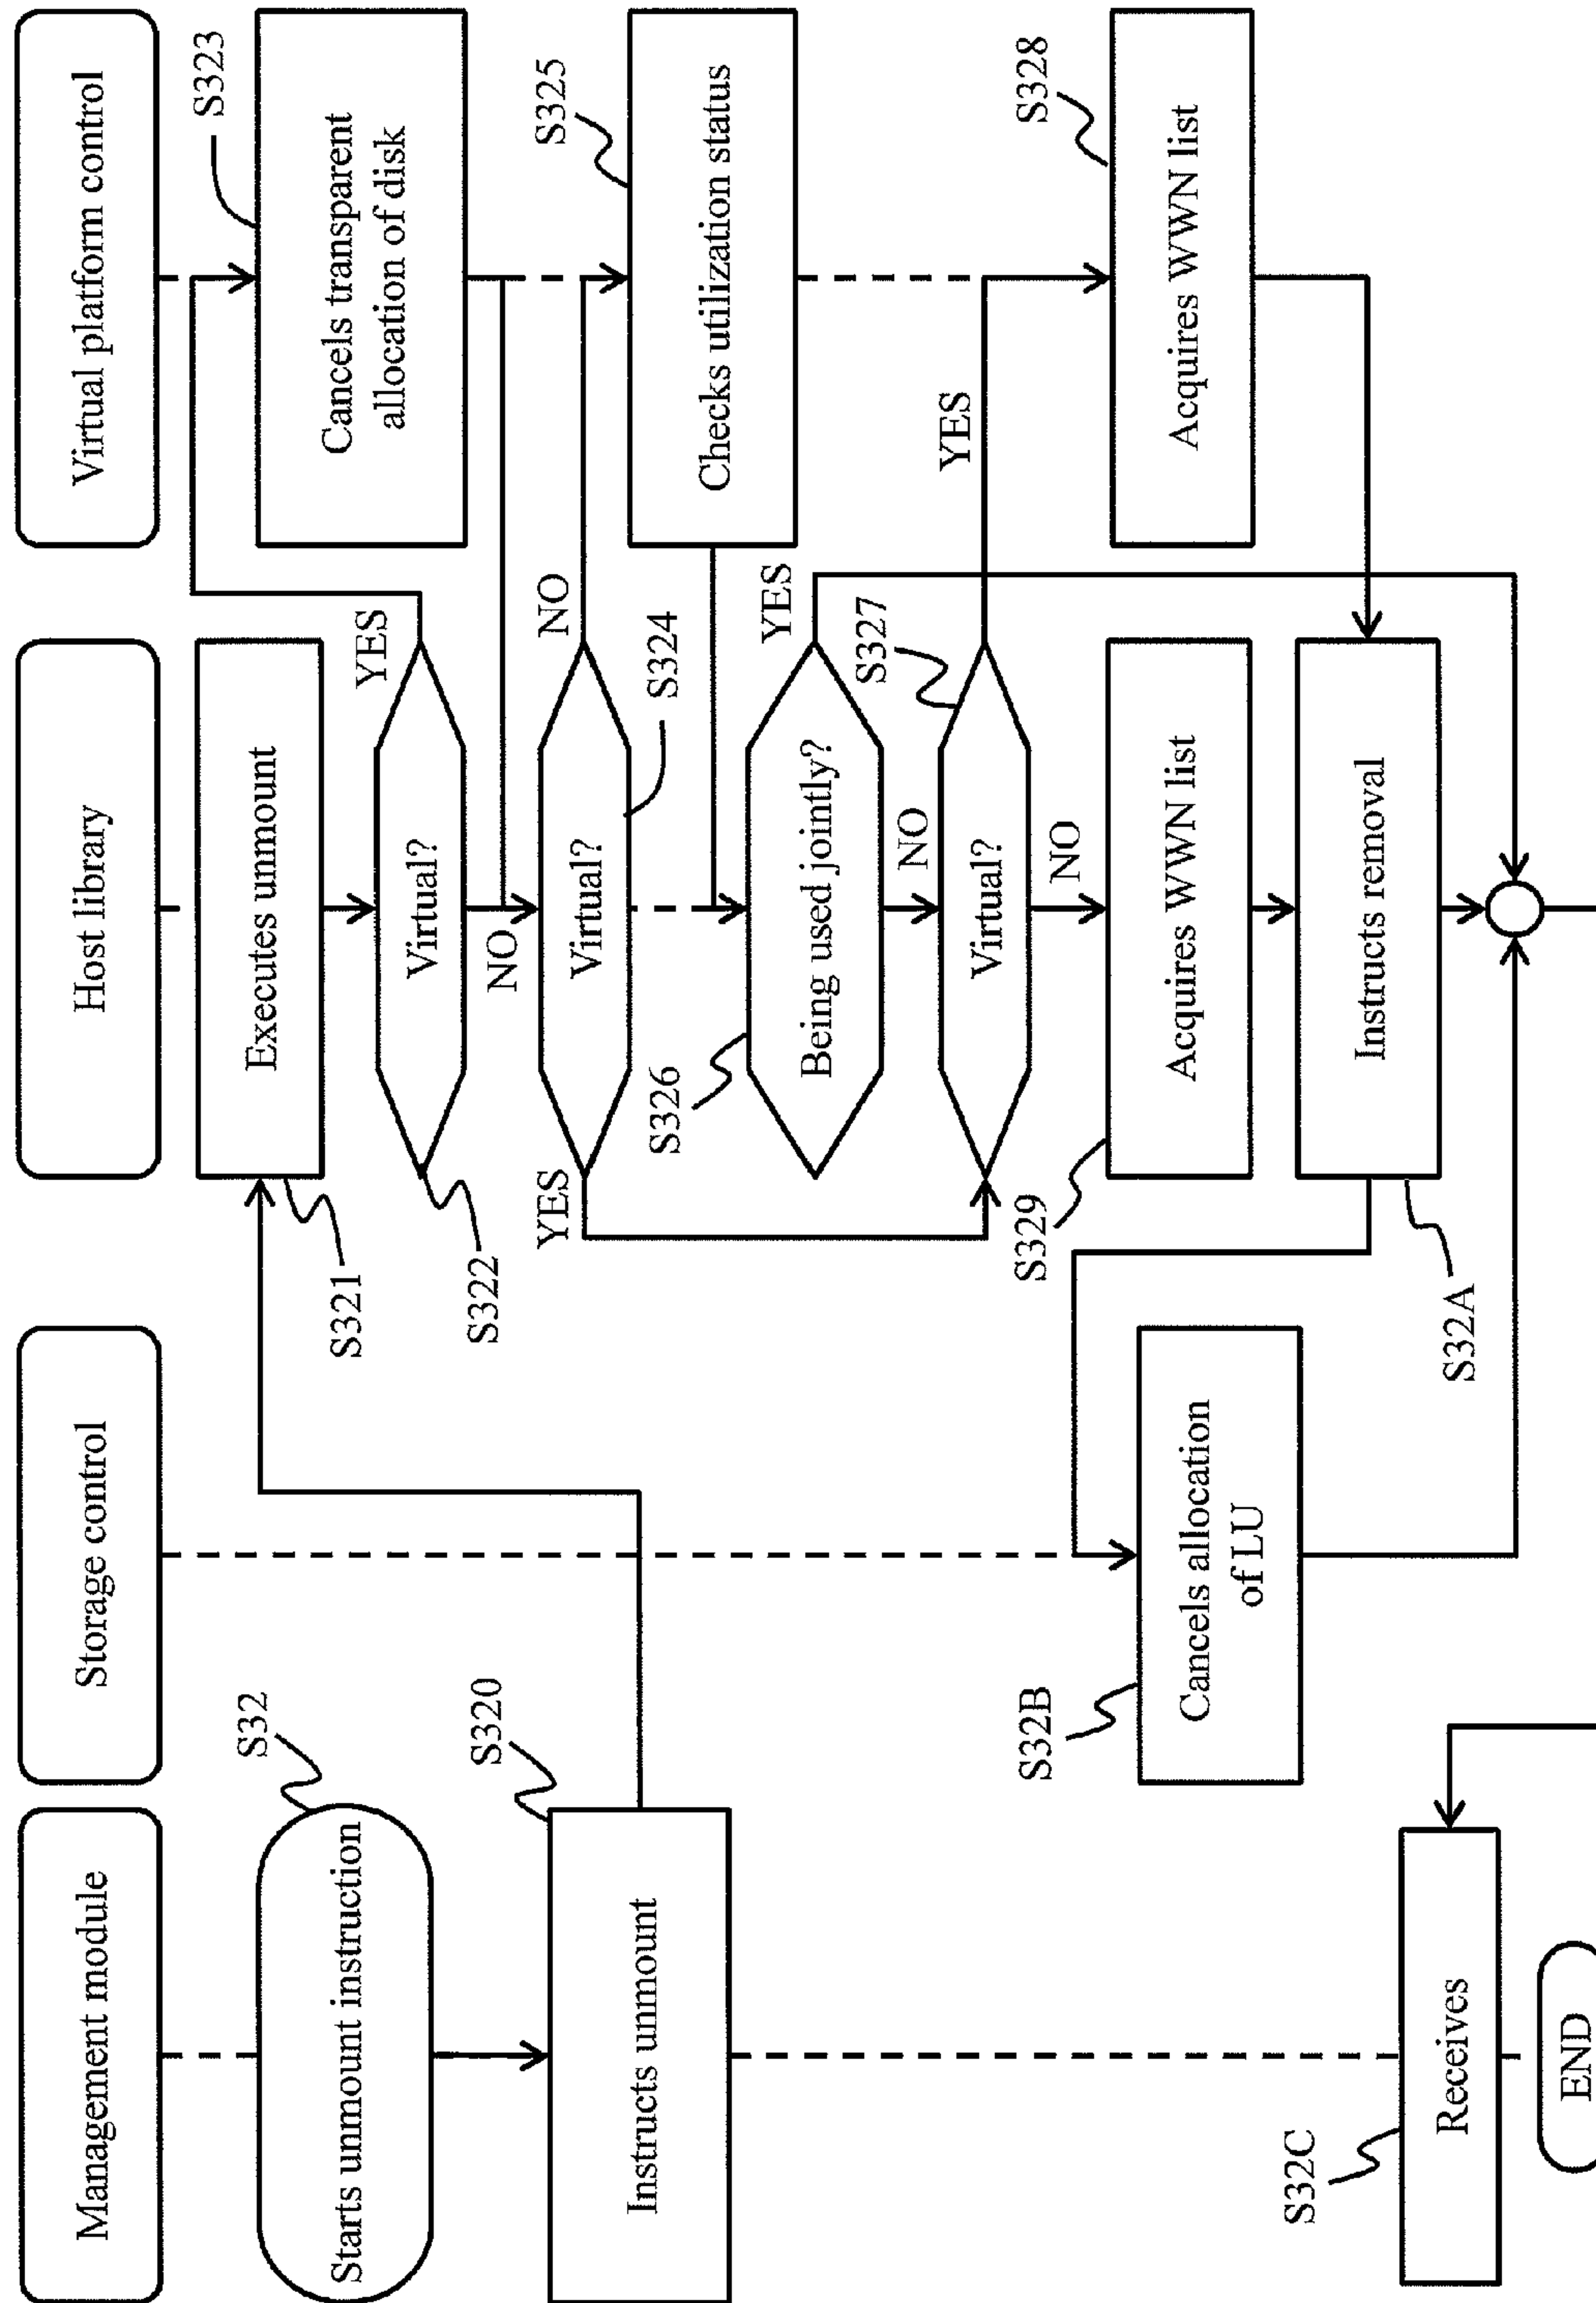 Management module
Storage control
Host library
Virtual platform control
S32
Starts unmount instruction
S320
Instructs unmount
S321
Executes unmount
S322
Virtual?
YES
NO
S323
Cancels transparent
allocation of disk
S324
Virtual?
YES
NO
S325
Checks utilization status
S326
Being used jointly?
YES
NO
S327
Virtual?
YES
NO
S328
Acquires WWN list
S329
Acquires WWN list
S32A
Instructs removal
S32B
Cancels allocation
of LU
S32C
Receives
END